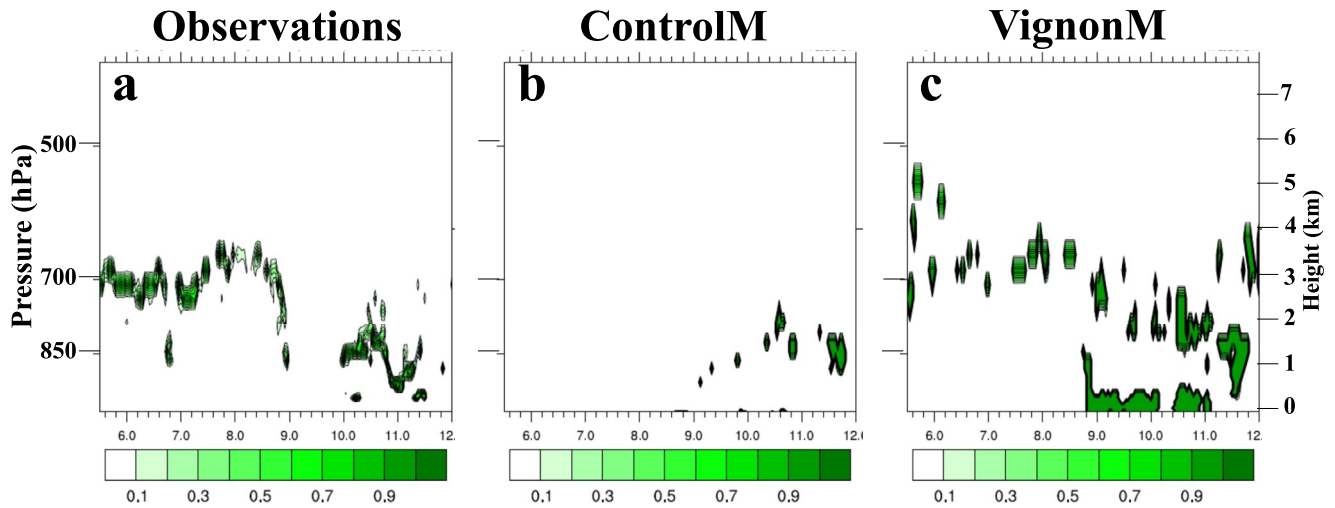 Observations ControlM VignonM
a b c
Pressure (hPa)
500
700
850
7
6
5
4
3
2
1
0
Height (km)
6.0 7.0 8.0 9.0 10.0 11.0 12.
6.0 7.0 8.0 9.0 10.0 11.0 12.0
6.0 7.0 8.0 9.0 10.0 11.0 12.
0.1 0.3 0.5 0.7 0.9
0.1 0.3 0.5 0.7 0.9
0.1 0.3 0.5 0.7 0.9